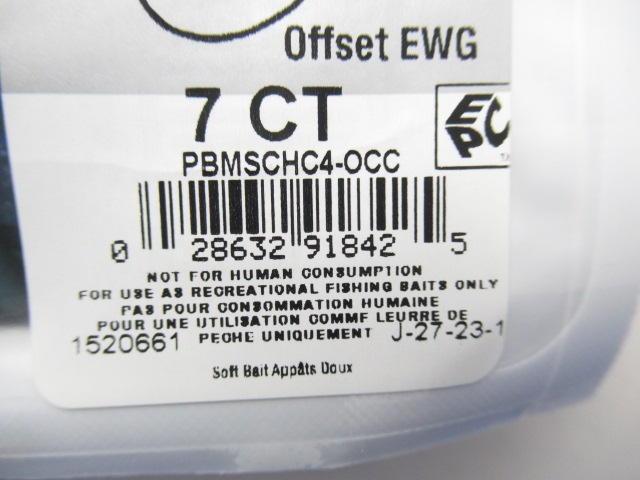 Offset EWG
7 CT
EPC
PBMSCHC4-OCC
0 28632 91842 5
NOT FOR HUMAN CONSUMPTION
FOR USE AS RECREATIONAL FISHING BAITS ONLY
PAS POUR CONSOMMATION HUMAINE
POUR UNE UTILISATION COMMF LEURRE DE
1520661 PECHE UNIQUEMENT J-27-23-1
Soft Bait Appâts Doux